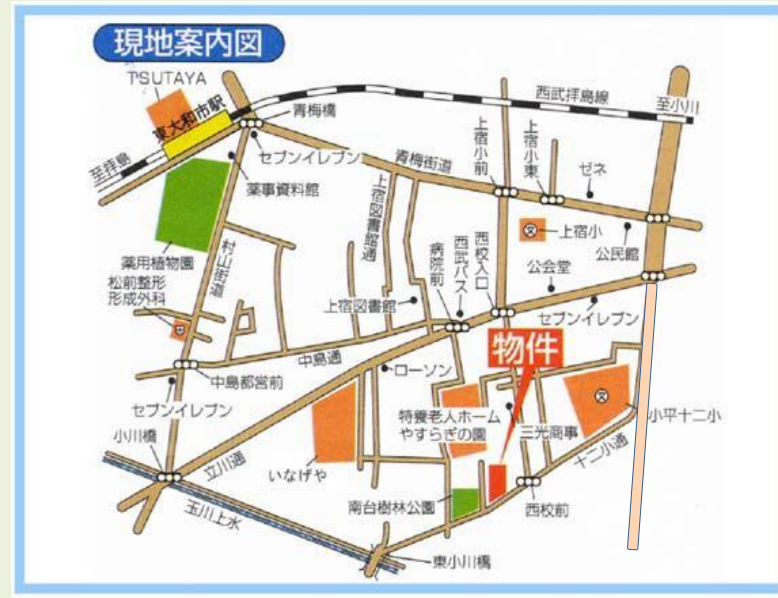 現地案内図
TSUTAYA
東大和市駅
青梅橋
西武拝島線
至小川
至拝島
セブンイレブン
薬事資料館
青梅街道
上宿小前
上宿小東
ゼネ
上宿図書館通
上宿小
公民館
薬用植物園
村山街道
松前整形
形成外科
病院前
西武バス
西校入口
公会堂
上宿図書館
セブンイレブン
物件
中島通
ローソン
中島都営前
セブンイレブン
特養老人ホーム
やすらぎの園
三光商事
小平十二小
小川橋
立川通
いなげや
十二小通
南台樹林公園
西校前
玉川上水
東小川橋